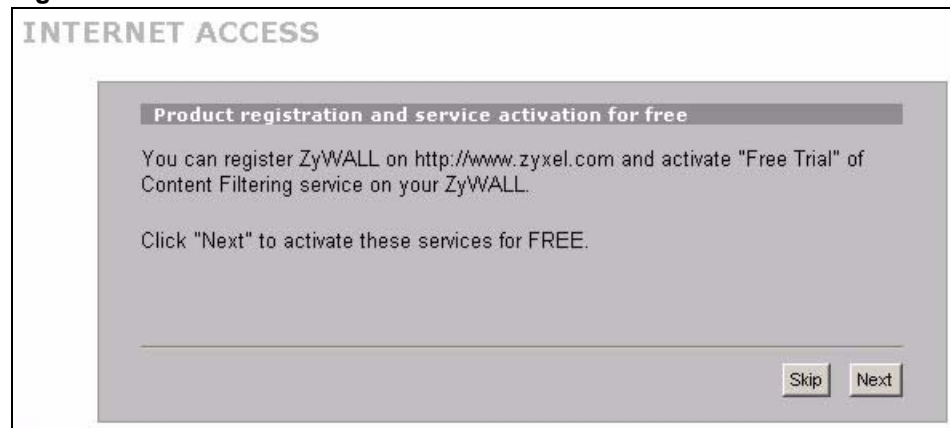 INTERNET ACCESS
Product registration and service activation for free
You can register ZyWALL on http://www.zyxel.com and activate "Free Trial" of
Content Filtering service on your ZyWALL.
Click "Next" to activate these services for FREE.
Skip Next